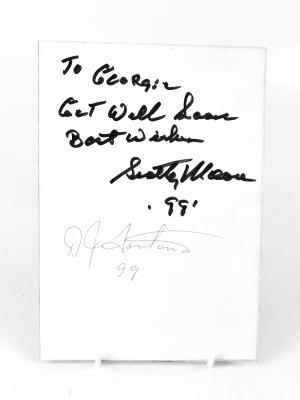 To Georgie
Get Well Soon
Best Wishes
Scotty Moore
. 99'
D J Fontana
99